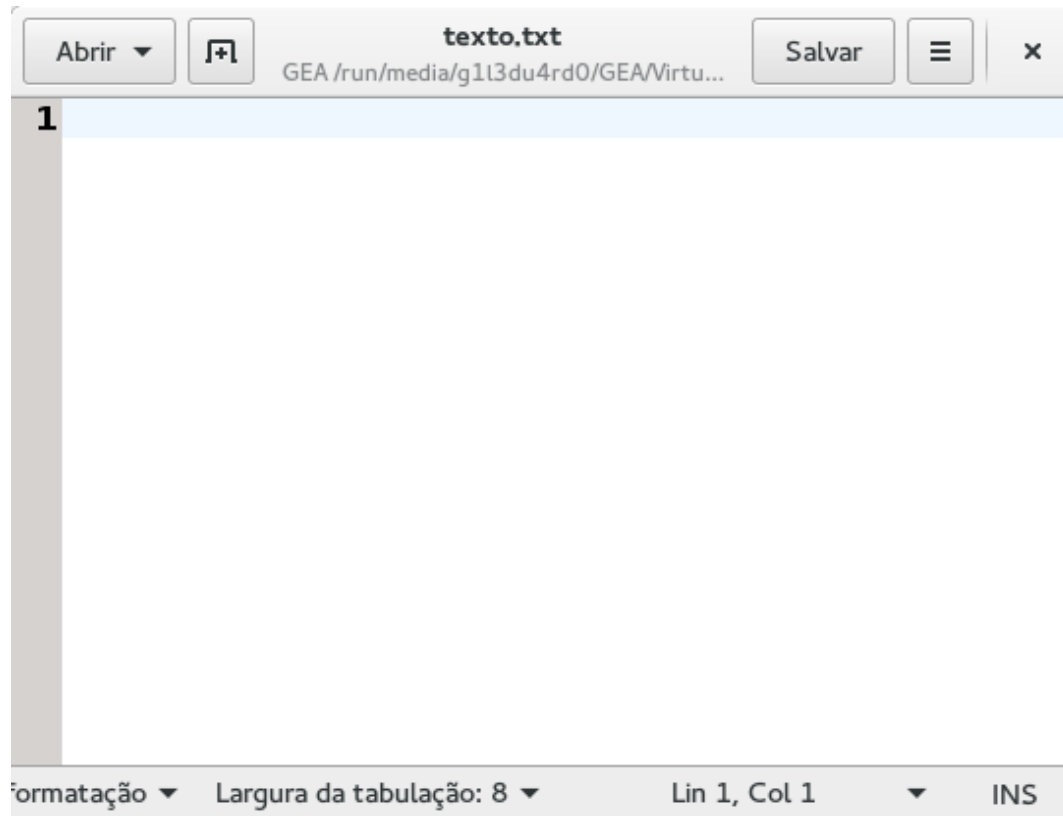 Abrir
texto.txt
GEA /run/media/g1l3du4rd0/GEA/Virtu...
Salvar
1
formatação
Largura da tabulação: 8
Lin 1, Col 1
INS